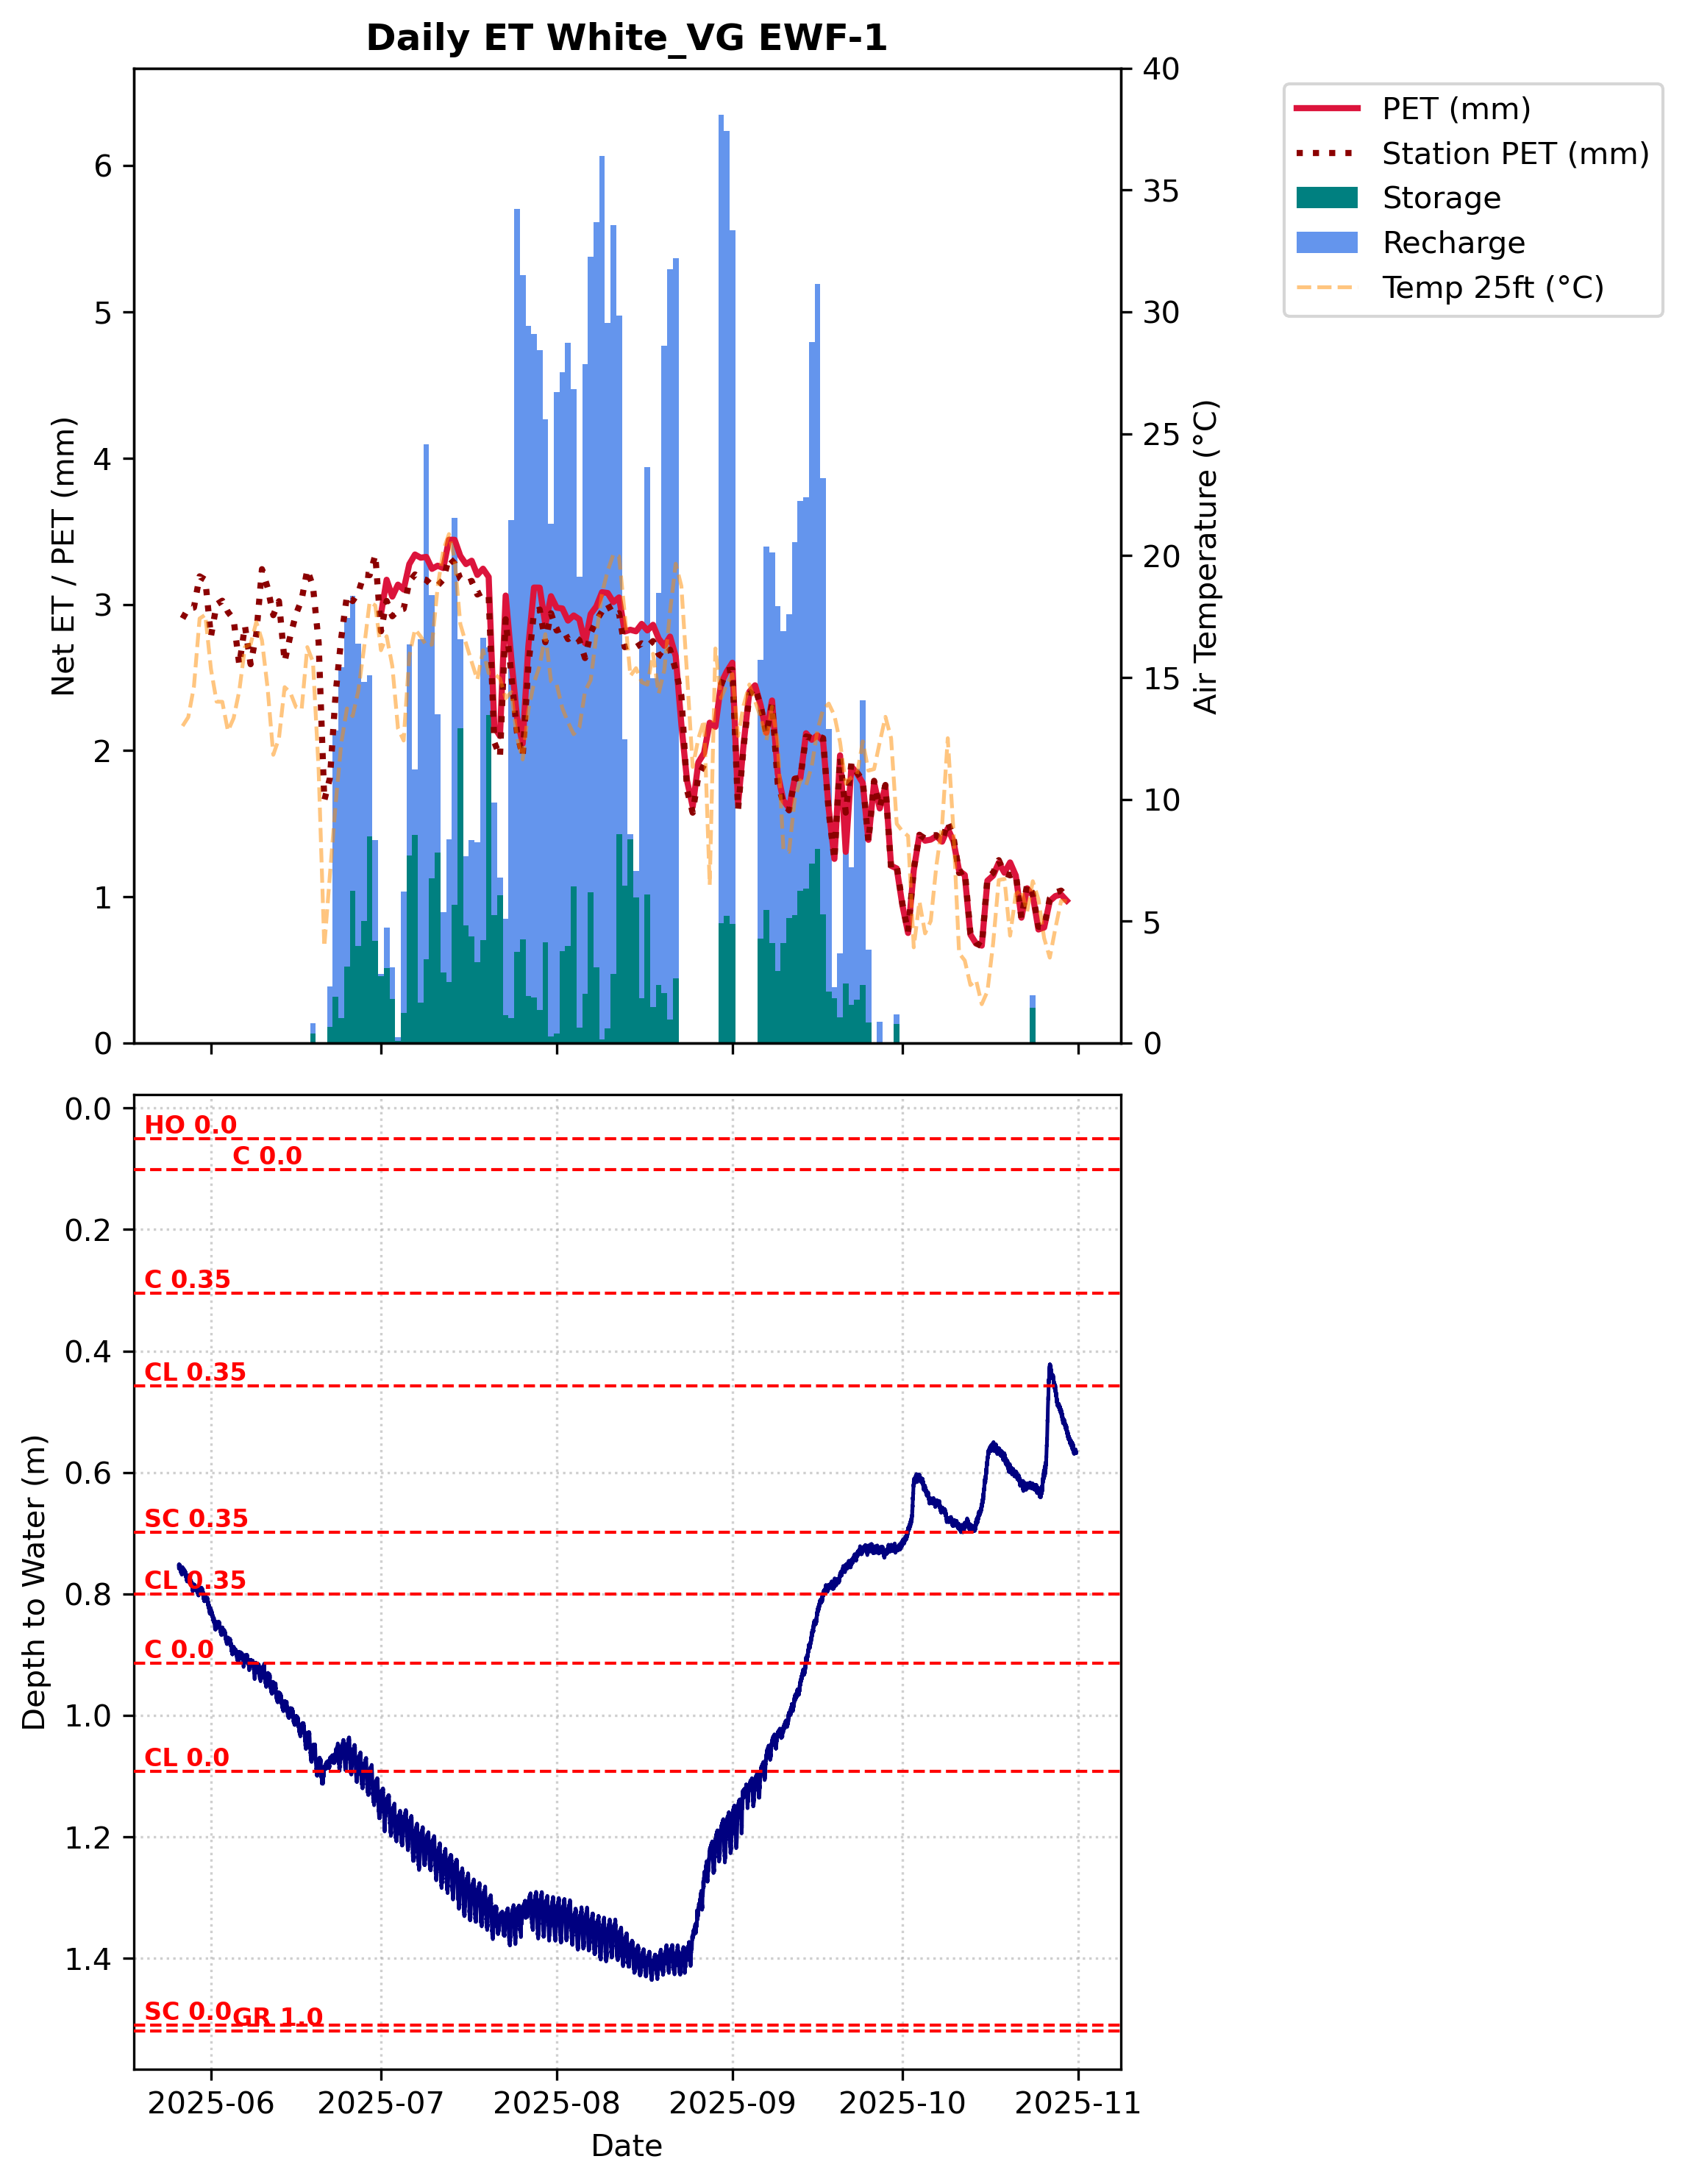 Daily ET White_VG EWF-1
Net ET / PET (mm)
6
5
4
3
2
1
0
40
35
30
25
20
15
10
5
0
Air Temperature (°C)
PET (mm)
Station PET (mm)
Storage
Recharge
Temp 25ft (°C)
Depth to Water (m)
0.0
0.2
0.4
0.6
0.8
1.0
1.2
1.4
HO 0.0
C 0.0
C 0.35
CL 0.35
SC 0.35
CL 0.35
C 0.0
CL 0.0
SC 0.0
GR 1.0
2025-06
2025-07
2025-08
2025-09
2025-10
2025-11
Date